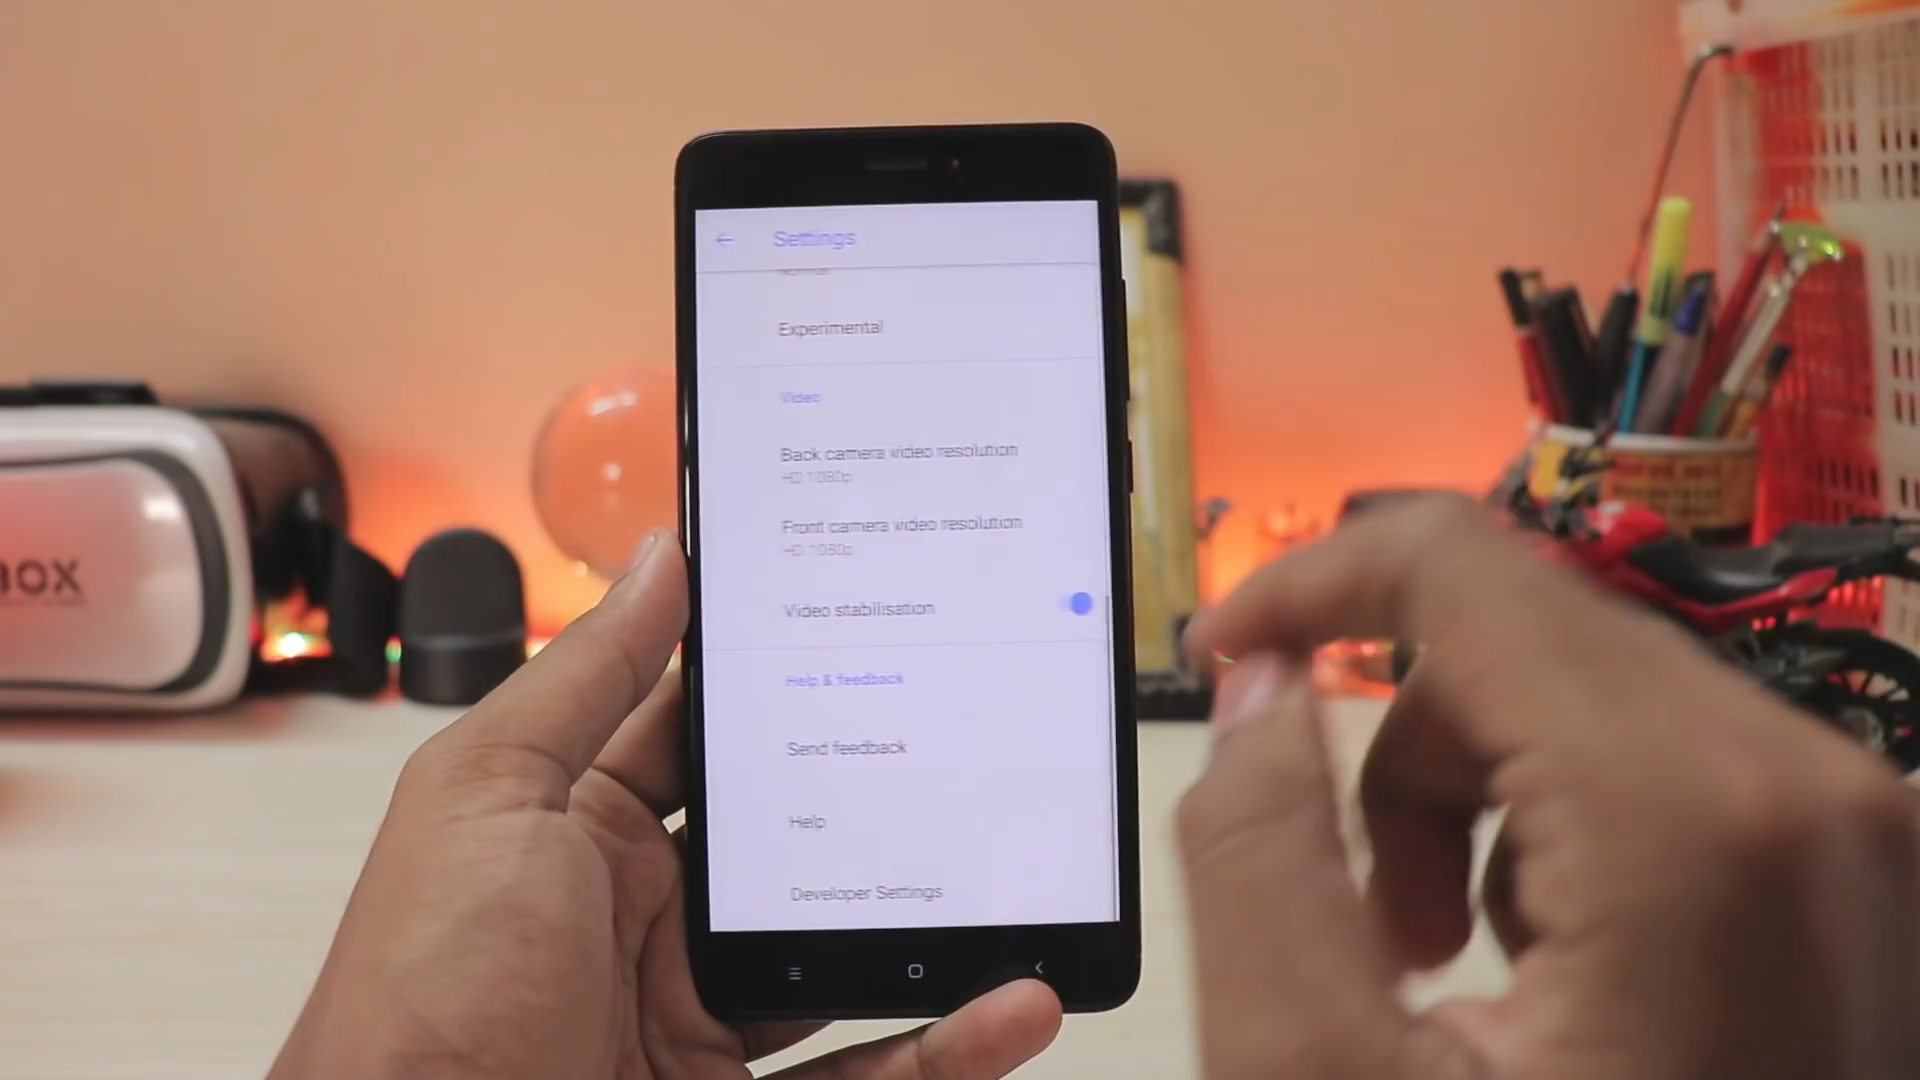 Settings
Normal
Experimental
Video
Back camera video resolution
HD 1080p
Front camera video resolution
HD 1080p
Video stabilisation
Help & feedback
Send feedback
Help
Developer Settings
BOX